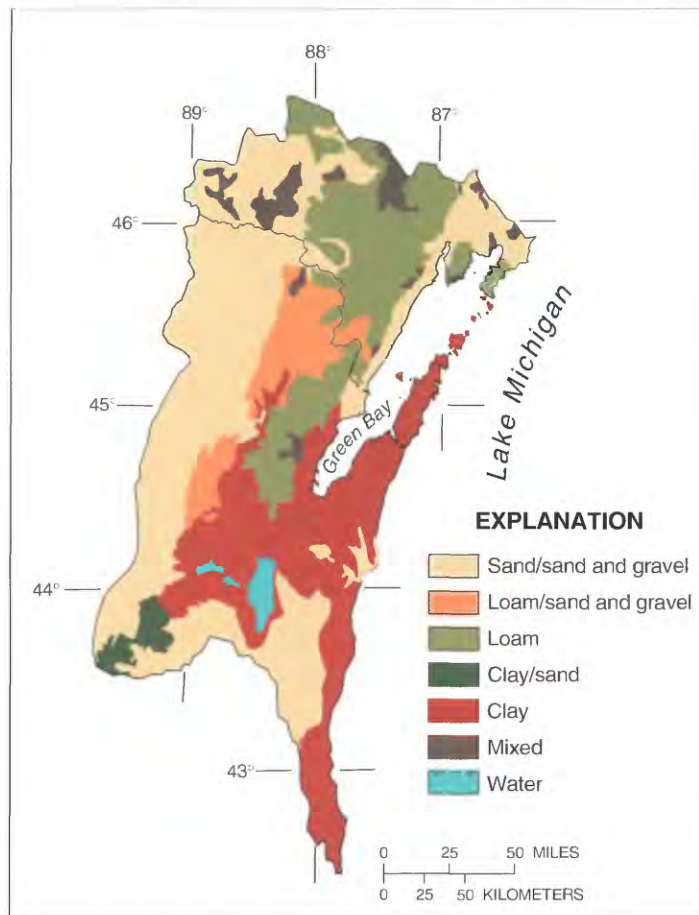 88°
89°
87°
46°
Lake Michigan
45°
Green Bay
EXPLANATION
Sand/sand and gravel
44°
Loam/sand and gravel
Loam
Clay/sand
Clay
43°
Mixed
Water
0 25 50 MILES
0 25 50 KILOMETERS